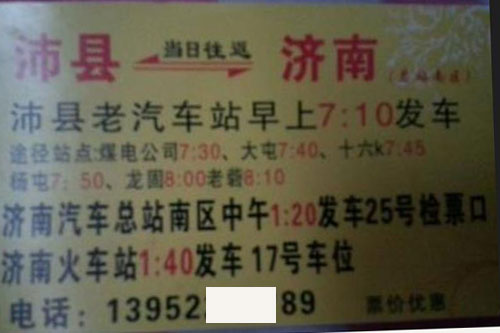 沛县 当日往返 济南
沛县老汽车站早上7:10发车
途径站点:煤电公司7:30、大屯7:40、十六k7:45
杨屯7:50、龙固8:00老砦8:10
济南汽车总站南区中午1:20发车25号检票口
济南火车站1:40发车17号车位
电话:13952 89 票价优惠